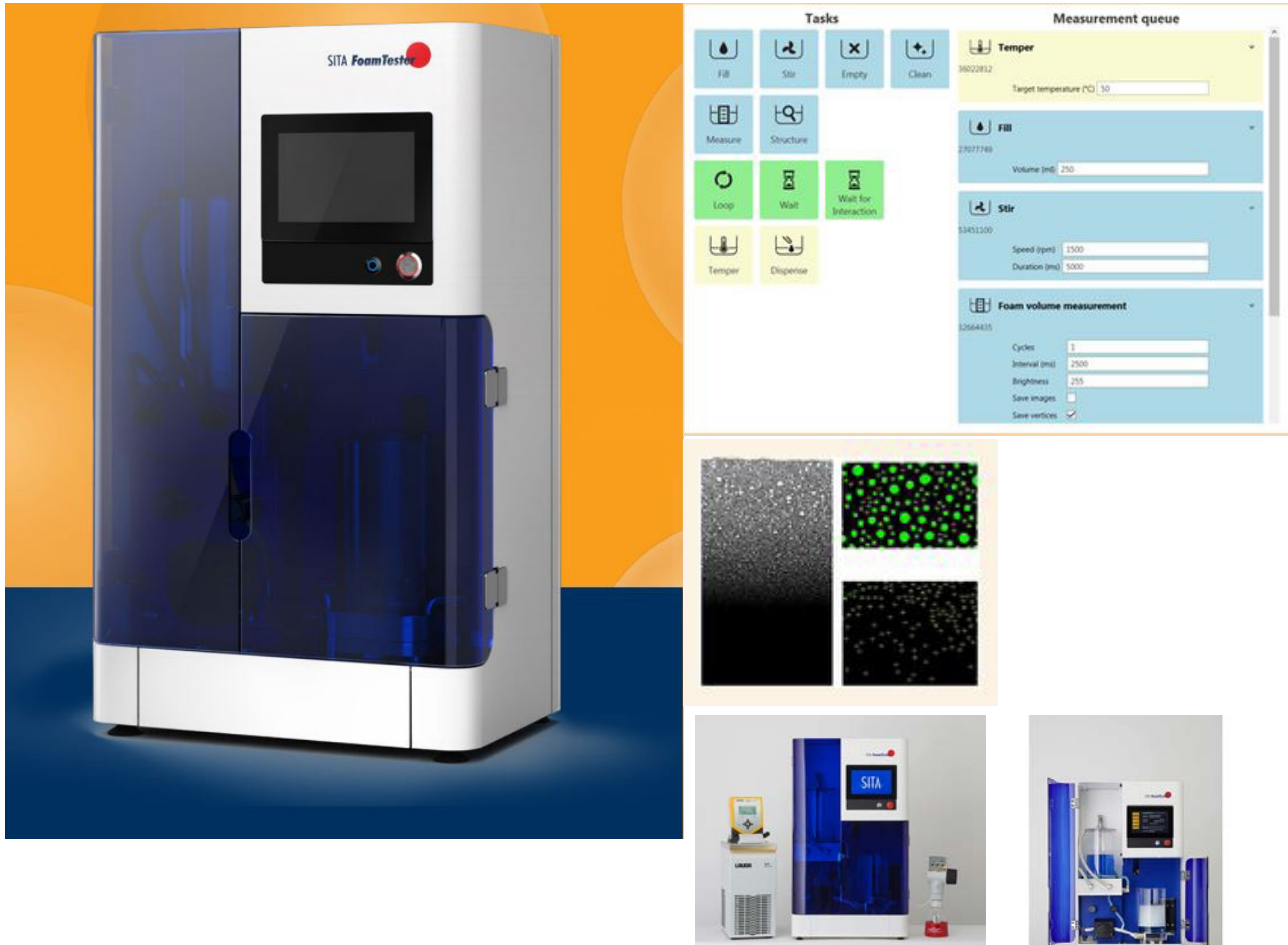 SITA FoamTester
Tasks
Fill
Stir
Empty
Clean
Measure
Structure
Loop
Wait
Wait for
Interaction
Temper
Dispense
Measurement queue
Temper
36022812
Target temperature (°C) 50
Fill
27077749
Volume (ml) 250
Stir
53451100
Speed (rpm) 1500
Duration (ms) 5000
Foam volume measurement
32664435
Cycles 1
Interval (ms) 2500
Brightness 255
Save images
Save vertices
SITA
LAUDA